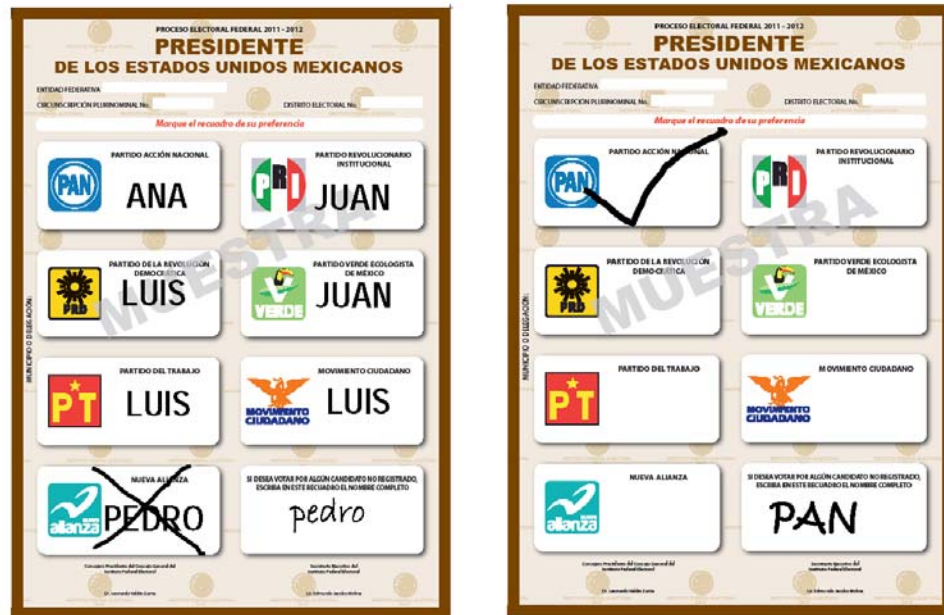 PROCESO ELECTORAL FEDERAL 2011 - 2012
PRESIDENTE
DE LOS ESTADOS UNIDOS MEXICANOS
ENTIDAD FEDERATIVA
CIRCUNSCRIPCIÓN PLURINOMINAL No.
DISTRITO ELECTORAL No.
Marque el recuadro de su preferencia
MUNICIPIO O DELEGACIÓN:
MUESTRA
PARTIDO ACCIÓN NACIONAL
PAN
ANA
PARTIDO REVOLUCIONARIO
INSTITUCIONAL
PRI
JUAN
PARTIDO DE LA REVOLUCIÓN
DEMOCRÁTICA
PRD
LUIS
PARTIDO VERDE ECOLOGISTA
DE MÉXICO
VERDE
JUAN
PARTIDO DEL TRABAJO
PT
LUIS
MOVIMIENTO CIUDADANO
MOVIMIENTO
CIUDADANO
LUIS
NUEVA ALIANZA
alianza
PEDRO
SI DESEA VOTAR POR ALGÚN CANDIDATO NO REGISTRADO,
ESCRIBA EN ESTE RECUADRO EL NOMBRE COMPLETO
pedro
PROCESO ELECTORAL FEDERAL 2011 - 2012
PRESIDENTE
DE LOS ESTADOS UNIDOS MEXICANOS
ENTIDAD FEDERATIVA
CIRCUNSCRIPCIÓN PLURINOMINAL No.
DISTRITO ELECTORAL No.
Marque el recuadro de su preferencia
MUNICIPIO O DELEGACIÓN:
MUESTRA
PARTIDO ACCIÓN NACIONAL
PAN
PARTIDO REVOLUCIONARIO
INSTITUCIONAL
PRI
PARTIDO DE LA REVOLUCIÓN
DEMOCRÁTICA
PRD
PARTIDO VERDE ECOLOGISTA
DE MÉXICO
VERDE
PARTIDO DEL TRABAJO
PT
MOVIMIENTO CIUDADANO
MOVIMIENTO
CIUDADANO
NUEVA ALIANZA
alianza
SI DESEA VOTAR POR ALGÚN CANDIDATO NO REGISTRADO,
ESCRIBA EN ESTE RECUADRO EL NOMBRE COMPLETO
PAN